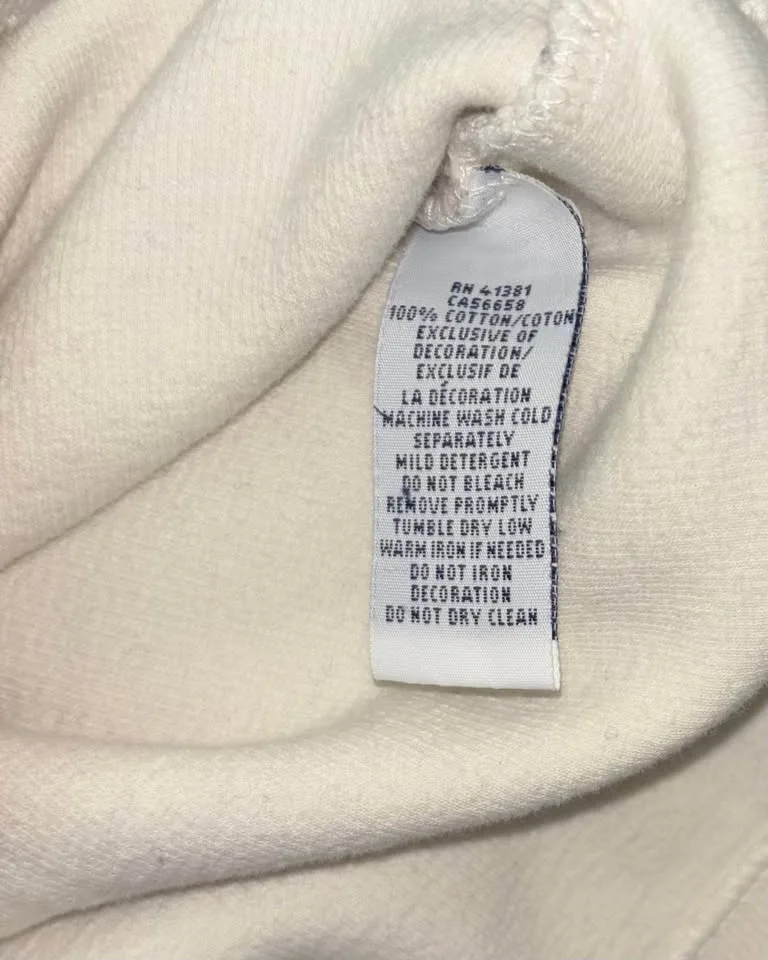 RN 41381
CA56658
100% COTTON/COTON
EXCLUSIVE OF
DECORATION/
EXCLUSIF DE
LA DÉCORATION
MACHINE WASH COLD
SEPARATELY
MILD DETERGENT
DO NOT BLEACH
REMOVE PROMPTLY
TUMBLE DRY LOW
WARM IRON IF NEEDED
DO NOT IRON
DECORATION
DO NOT DRY CLEAN